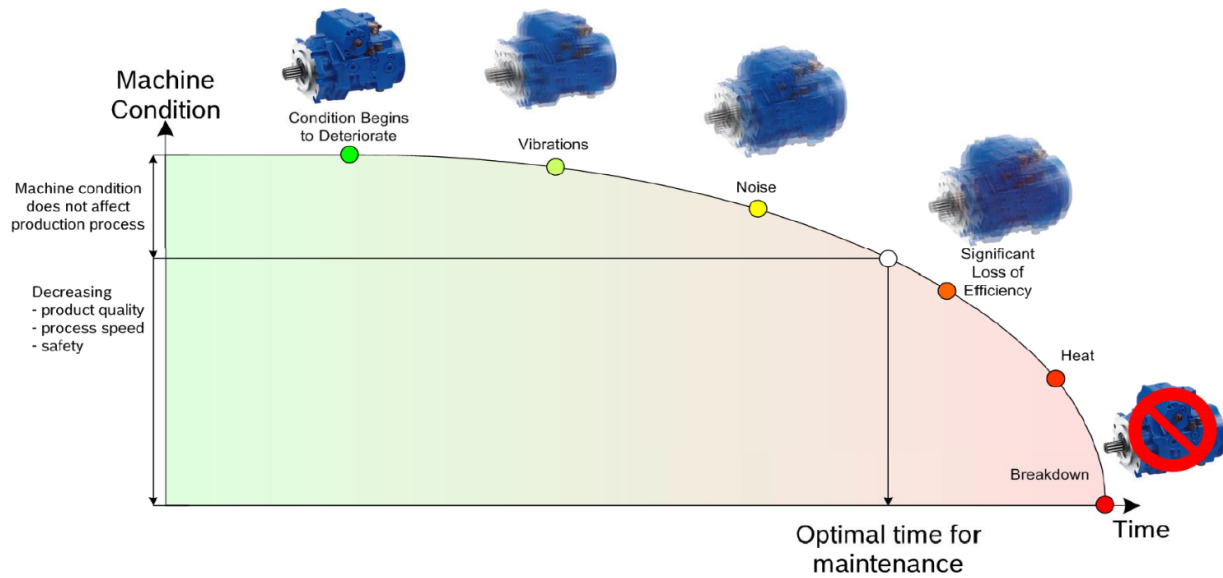 Machine
Condition
Condition Begins
to Deteriorate
Vibrations
Noise
Significant
Loss of
Efficiency
Heat
Breakdown
Machine condition
does not affect
production process
Decreasing
- product quality
- process speed
- safety
Optimal time for
maintenance
Time